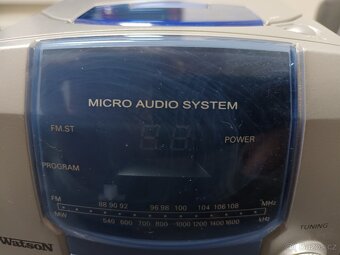 MICRO AUDIO SYSTEM
FM.ST
POWER
PROGRAM
FM 88 90 92 96 98 100 104 106 108 MHz
MW 540 600 800 1000 1200 1400 1600 kHz
TUNING
Watson